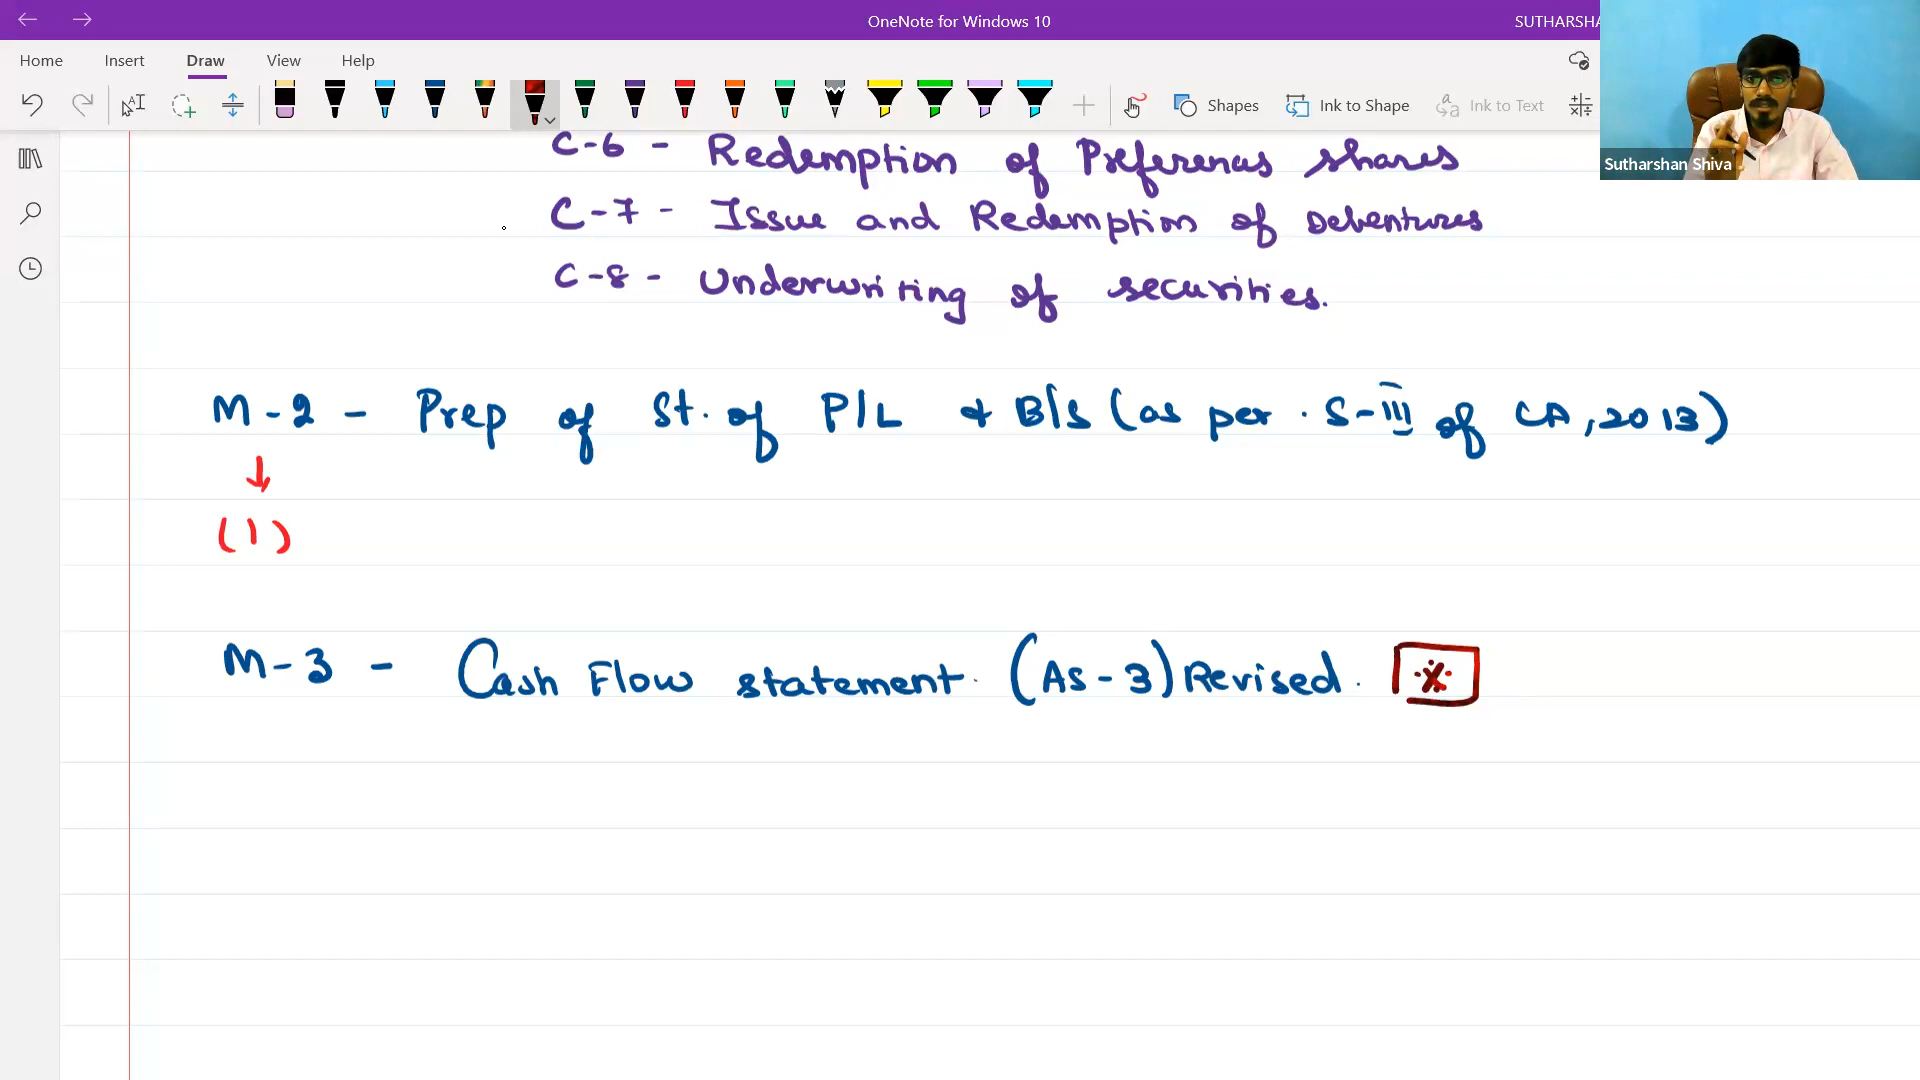 OneNote for Windows 10
SUTHARSHA
Home Insert Draw View Help
Shapes Ink to Shape Ink to Text
Sutharshan Shiva
C-6 - Redemption of Preferenas shares
C-7 - Issue and Redemption of Debentures
C-8 - Underwriting of securities.
M-2 - Prep of St. of P/L & B/S (as per . S-III of CA, 2013)
(1)
M-3 - Cash Flow statement. (AS-3) Revised.